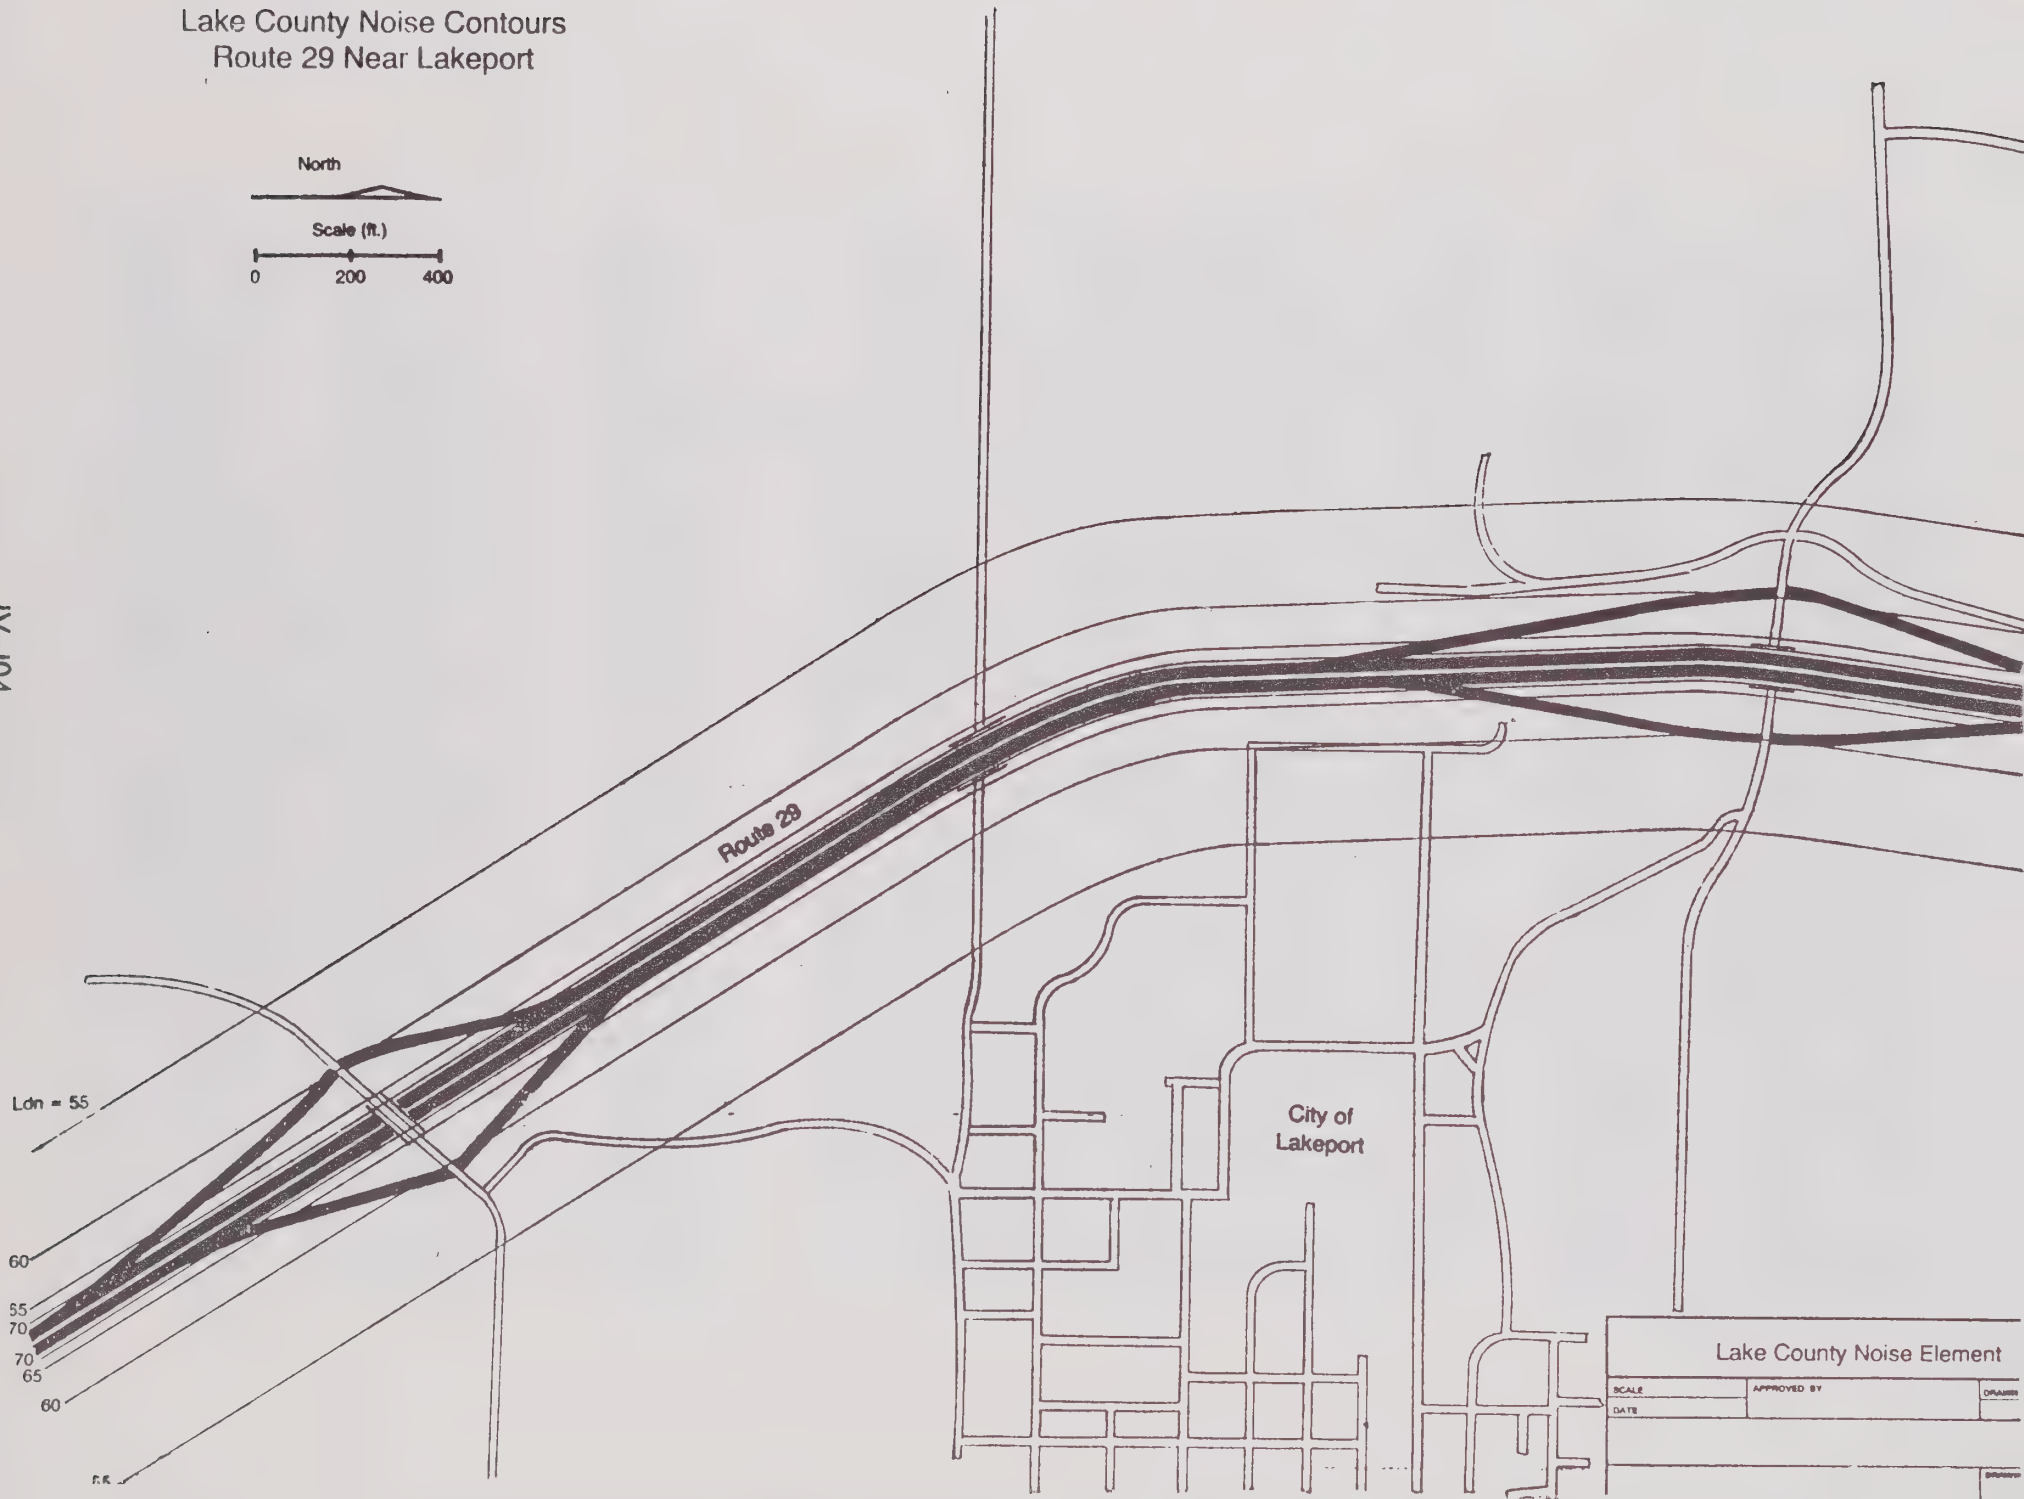 Lake County Noise Contours
Route 29 Near Lakeport
North
Scale (ft.)
0 200 400
Route 29
Ldn = 55
60
55
70
70
65
60
City of
Lakeport
Lake County Noise Element
SCALE
APPROVED BY
DRAWN
DATE